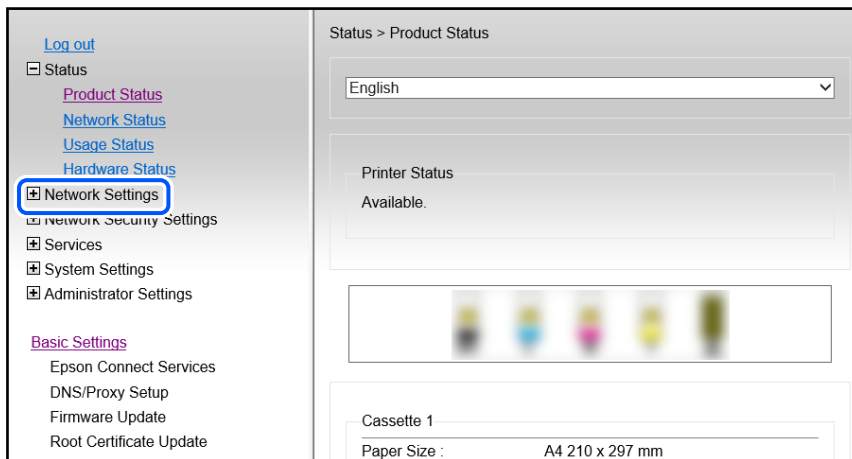 Log out
Status
Product Status
Network Status
Usage Status
Hardware Status
Network Settings
Network Security Settings
Services
System Settings
Administrator Settings
Basic Settings
Epson Connect Services
DNS/Proxy Setup
Firmware Update
Root Certificate Update
Status > Product Status
English
Printer Status
Available.
Cassette 1
Paper Size : A4 210 x 297 mm